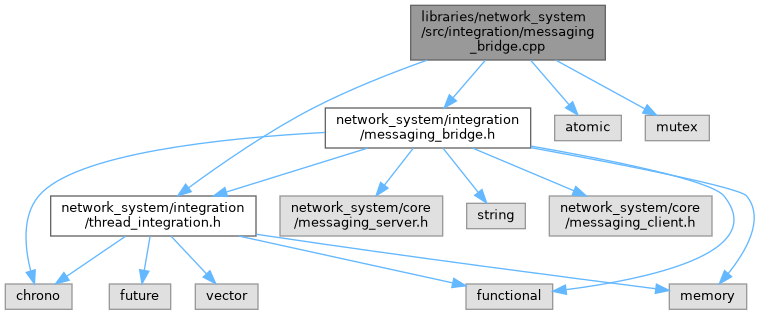 libraries/network_system
/src/integration/messaging
_bridge.cpp
network_system/integration
/messaging_bridge.h
atomic
mutex
network_system/integration
/thread_integration.h
network_system/core
/messaging_server.h
string
network_system/core
/messaging_client.h
chrono
future
vector
functional
memory